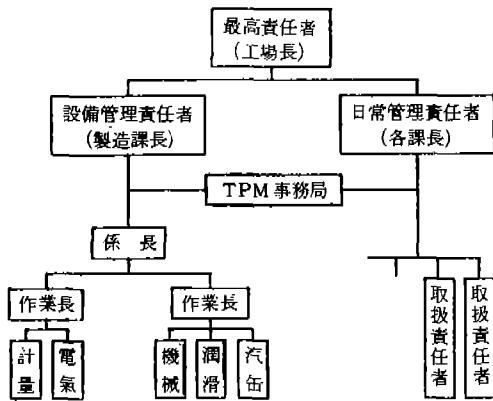 最高責任者
(工場長)
設備管理責任者
(製造課長)
日常管理責任者
(各課長)
TPM事務局
係長
作業長
作業長
計量
電氣
機械
潤滑
汽缶
取扱責任者
取扱責任者